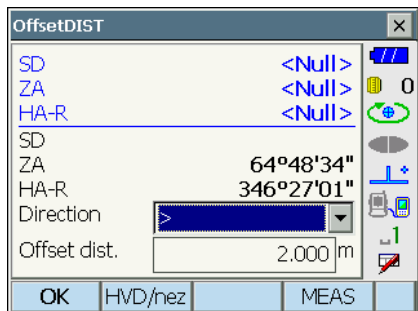 OffsetDIST
SD <Null>
ZA <Null>
HA-R <Null>
0
SD
ZA 64°48'34"
HA-R 346°27'01"
Direction >
Offset dist. 2.000 m
1
OK HVD/nez MEAS